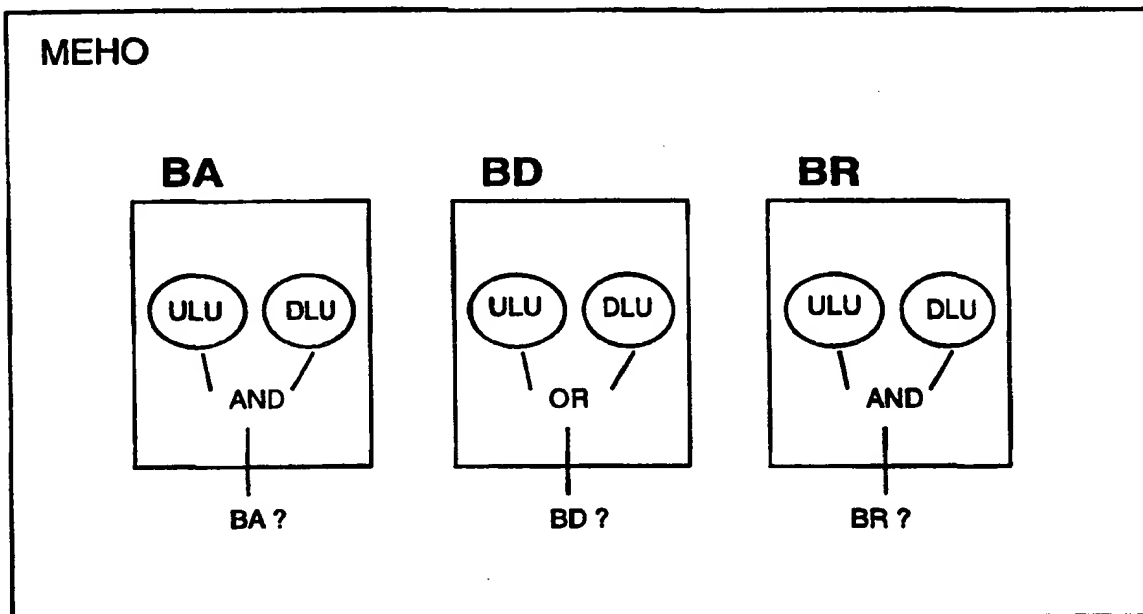 MEHO
BA BD BR
ULU DLU ULU DLU ULU DLU
AND OR AND
BA ? BD ? BR ?